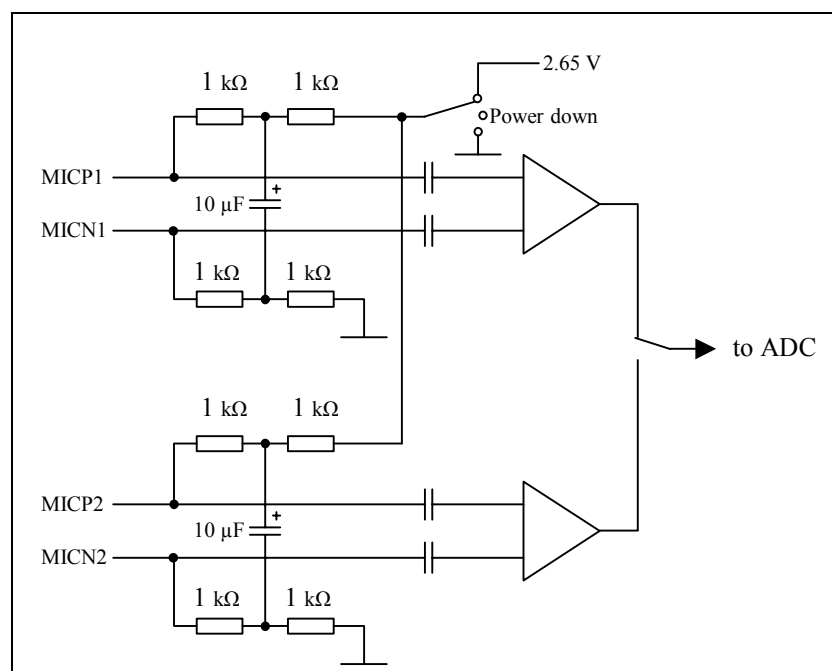 2.65 V
1 kΩ 1 kΩ
Power down
MICP1
+
10 µF
MICN1
1 kΩ 1 kΩ
to ADC
1 kΩ 1 kΩ
MICP2
+
10 µF
MICN2
1 kΩ 1 kΩ